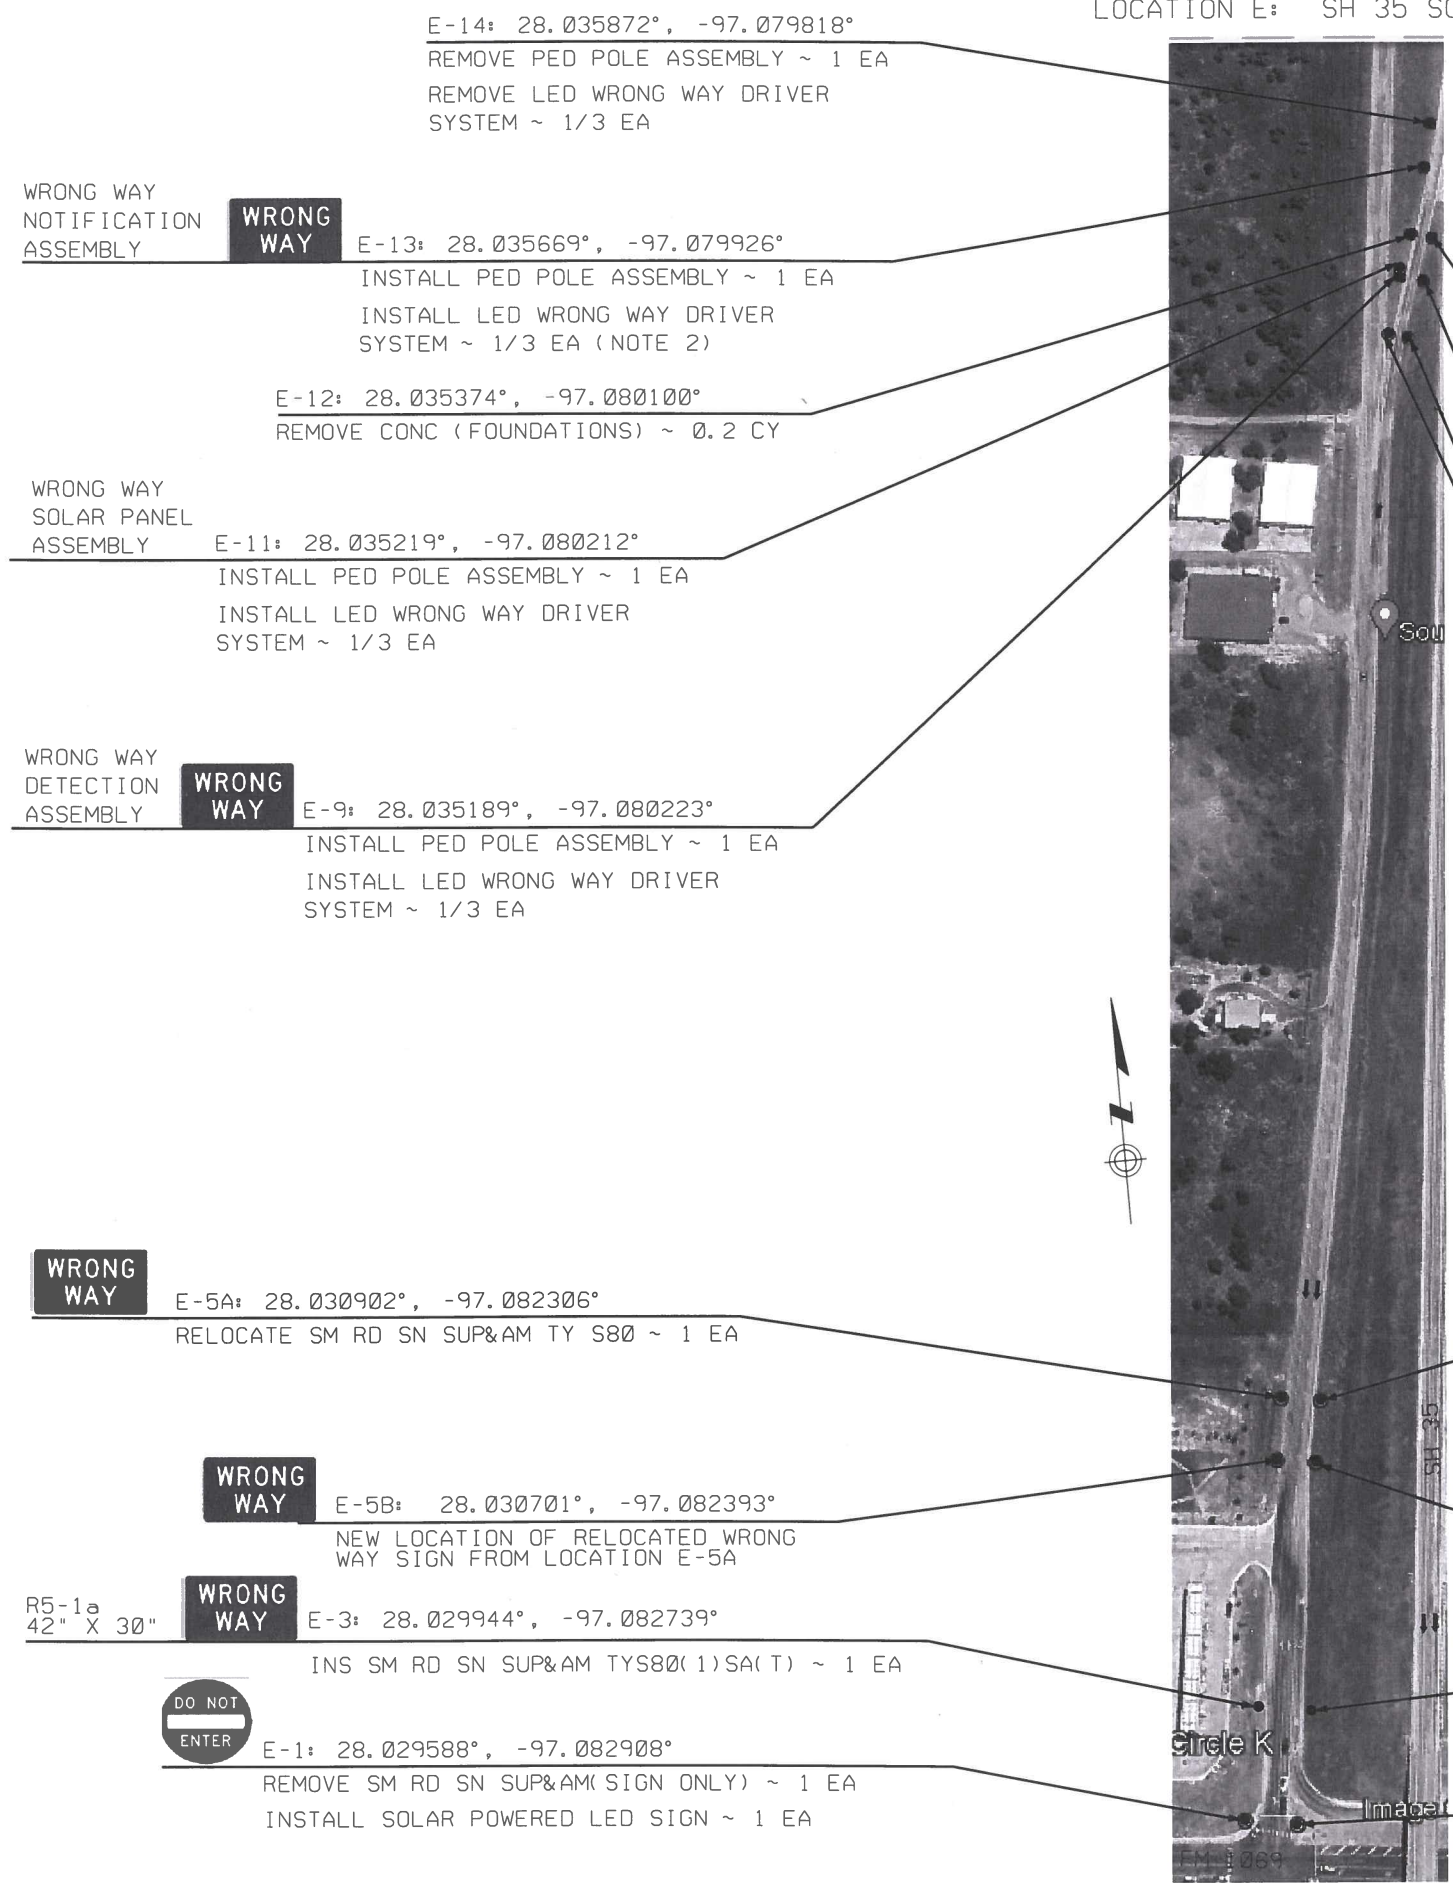 LOCATION E: SH 35 SO
E-14: 28.035872°, -97.079818°
REMOVE PED POLE ASSEMBLY ~ 1 EA
REMOVE LED WRONG WAY DRIVER
SYSTEM ~ 1/3 EA
WRONG WAY
NOTIFICATION
ASSEMBLY
WRONG
WAY
E-13: 28.035669°, -97.079926°
INSTALL PED POLE ASSEMBLY ~ 1 EA
INSTALL LED WRONG WAY DRIVER
SYSTEM ~ 1/3 EA (NOTE 2)
E-12: 28.035374°, -97.080100°
REMOVE CONC (FOUNDATIONS) ~ 0.2 CY
WRONG WAY
SOLAR PANEL
ASSEMBLY
E-11: 28.035219°, -97.080212°
INSTALL PED POLE ASSEMBLY ~ 1 EA
INSTALL LED WRONG WAY DRIVER
SYSTEM ~ 1/3 EA
Sou
WRONG WAY
DETECTION
ASSEMBLY
WRONG
WAY
E-9: 28.035189°, -97.080223°
INSTALL PED POLE ASSEMBLY ~ 1 EA
INSTALL LED WRONG WAY DRIVER
SYSTEM ~ 1/3 EA
WRONG
WAY
E-5A: 28.030902°, -97.082306°
RELOCATE SM RD SN SUP&AM TY S80 ~ 1 EA
SH 35
WRONG
WAY
E-5B: 28.030701°, -97.082393°
NEW LOCATION OF RELOCATED WRONG
WAY SIGN FROM LOCATION E-5A
R5-1a
42" X 30"
WRONG
WAY
E-3: 28.029944°, -97.082739°
INS SM RD SN SUP&AM TYS80(1)SA(T) ~ 1 EA
DO NOT
ENTER
E-1: 28.029588°, -97.082908°
REMOVE SM RD SN SUP&AM(SIGN ONLY) ~ 1 EA
INSTALL SOLAR POWERED LED SIGN ~ 1 EA
Circle K
Image
FM 1069